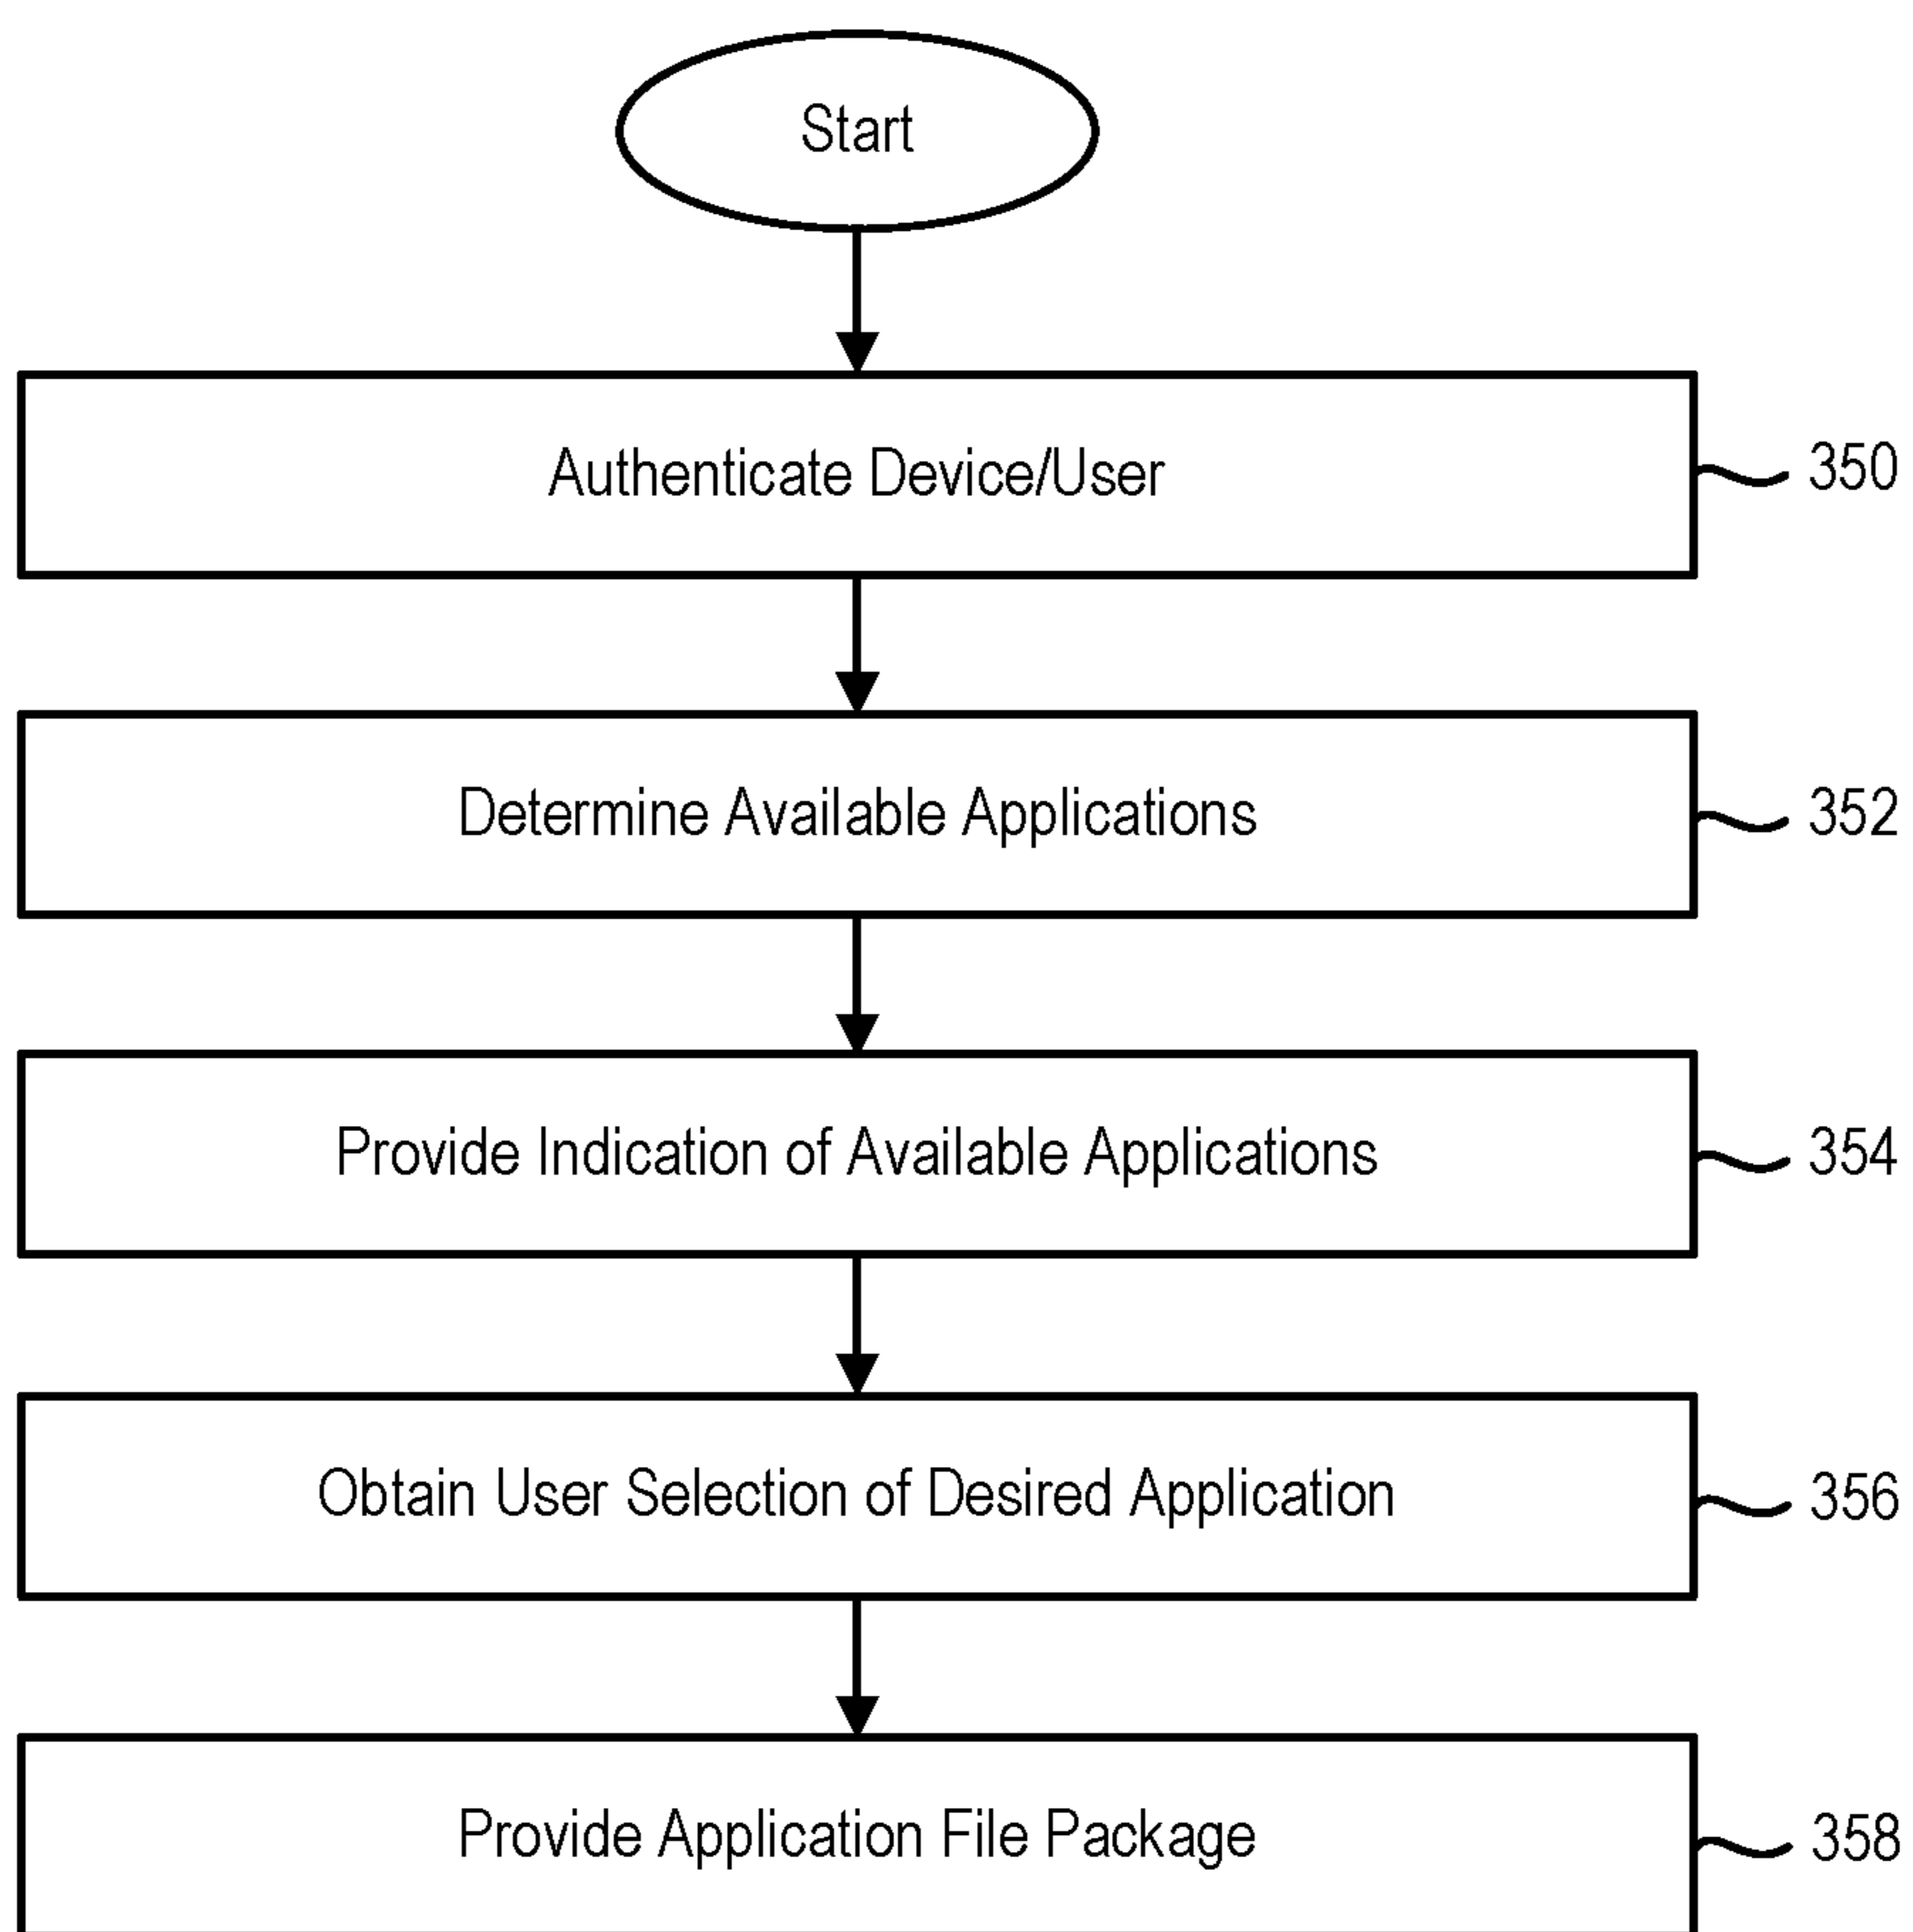 Start
Authenticate Device/User
350
Determine Available Applications
352
Provide Indication of Available Applications
354
Obtain User Selection of Desired Application
356
Provide Application File Package
358